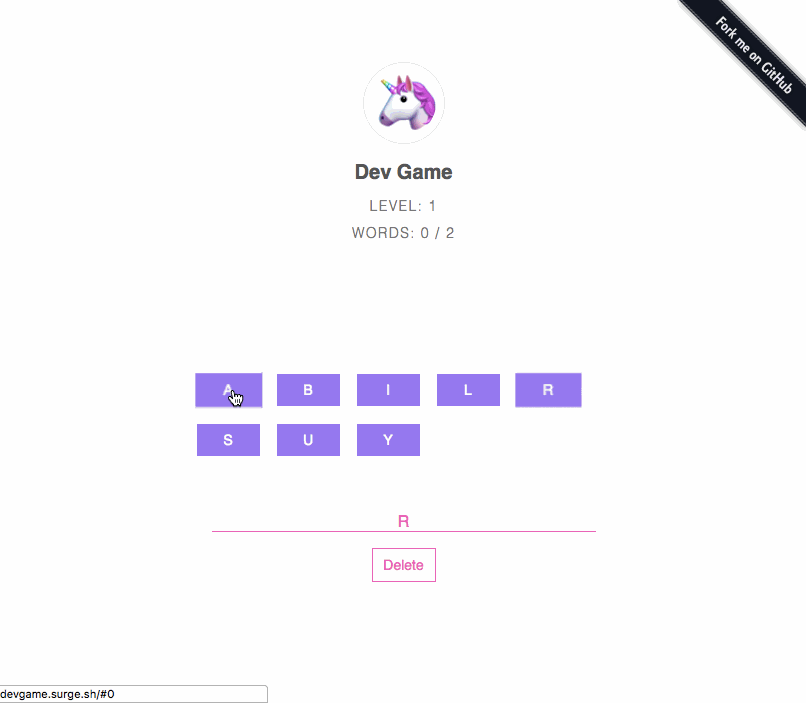 Fork me on GitHub
Dev Game
LEVEL: 1
WORDS: 0 / 2
A B I L R
S U Y
R
Delete
devgame.surge.sh/#0